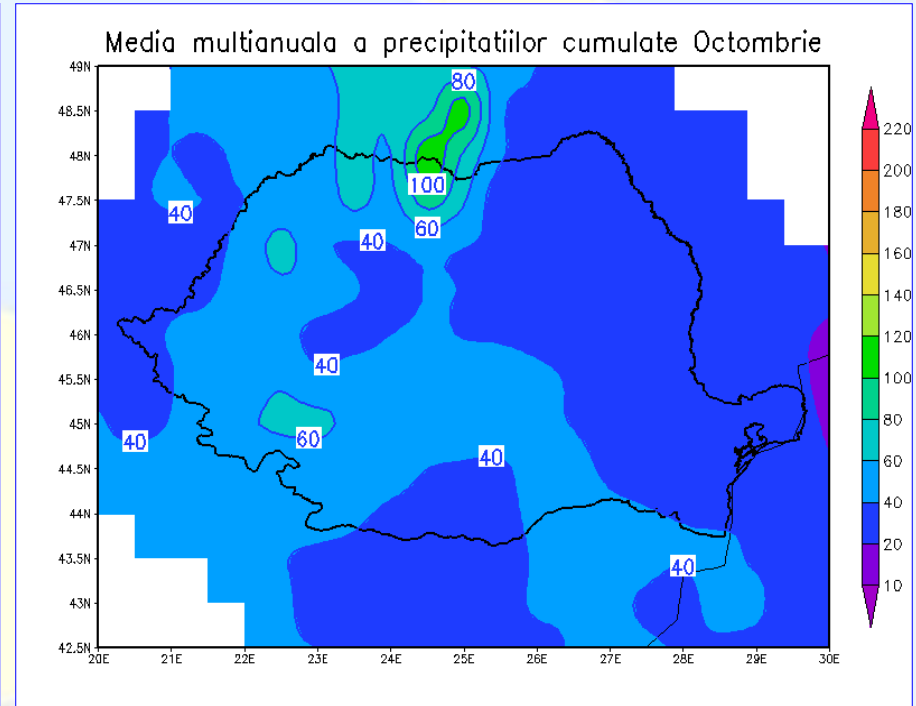 Media multianuala a precipitatiilor cumulate Octombrie
49N
48.5N
48N
47.5N
47N
46.5N
46N
45.5N
45N
44.5N
44N
43.5N
43N
42.5N
20E 21E 22E 23E 24E 25E 26E 27E 28E 29E 30E
80
100
40
60
40
40
60
40
40
40
220
200
180
160
140
120
100
80
60
40
20
10